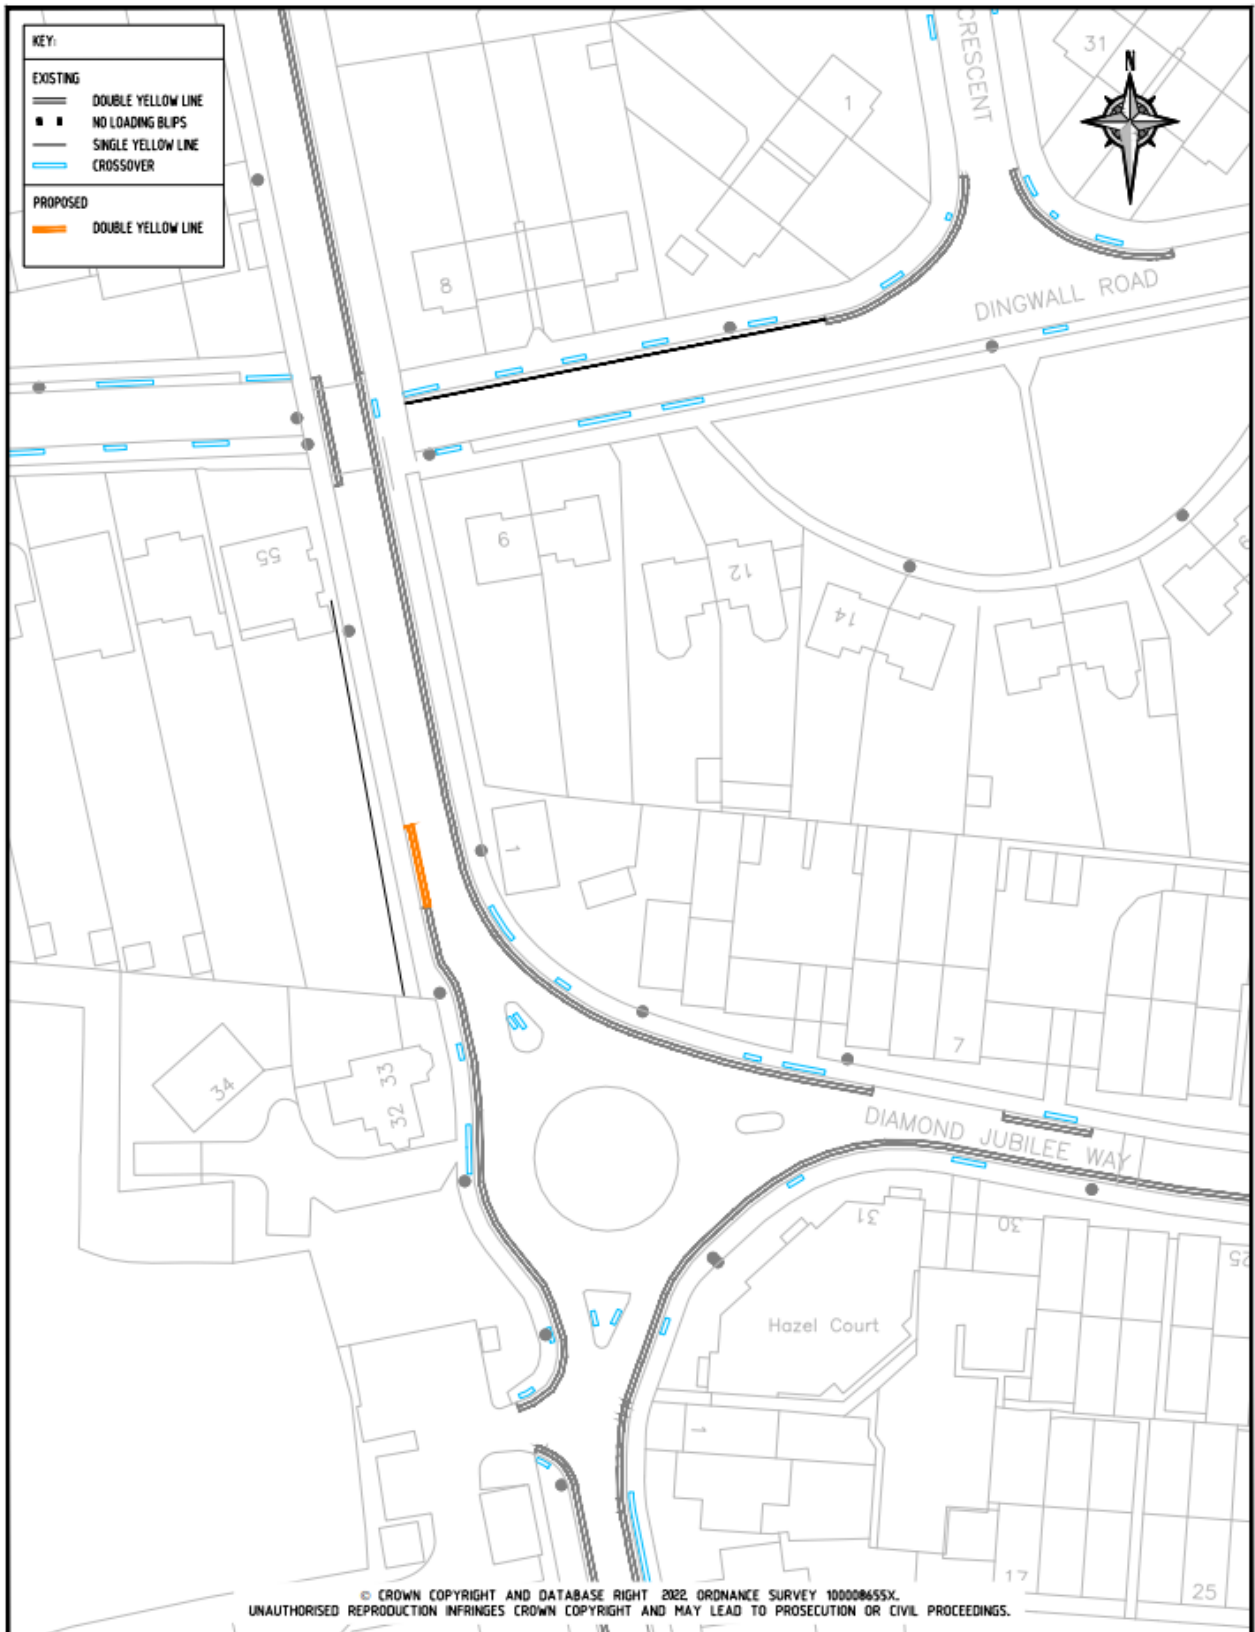 KEY:
EXISTING
DOUBLE YELLOW LINE
NO LOADING BLIPS
SINGLE YELLOW LINE
CROSSOVER
PROPOSED
DOUBLE YELLOW LINE
N
CRESCENT
31
1
8
DINGWALL ROAD
55
9
12
14
1
7
34
33
32
DIAMOND JUBILEE WAY
31
30
25
Hazel Court
1
17
25
© CROWN COPYRIGHT AND DATABASE RIGHT 2022 ORDNANCE SURVEY 100008655X.
UNAUTHORISED REPRODUCTION INFRINGES CROWN COPYRIGHT AND MAY LEAD TO PROSECUTION OR CIVIL PROCEEDINGS.